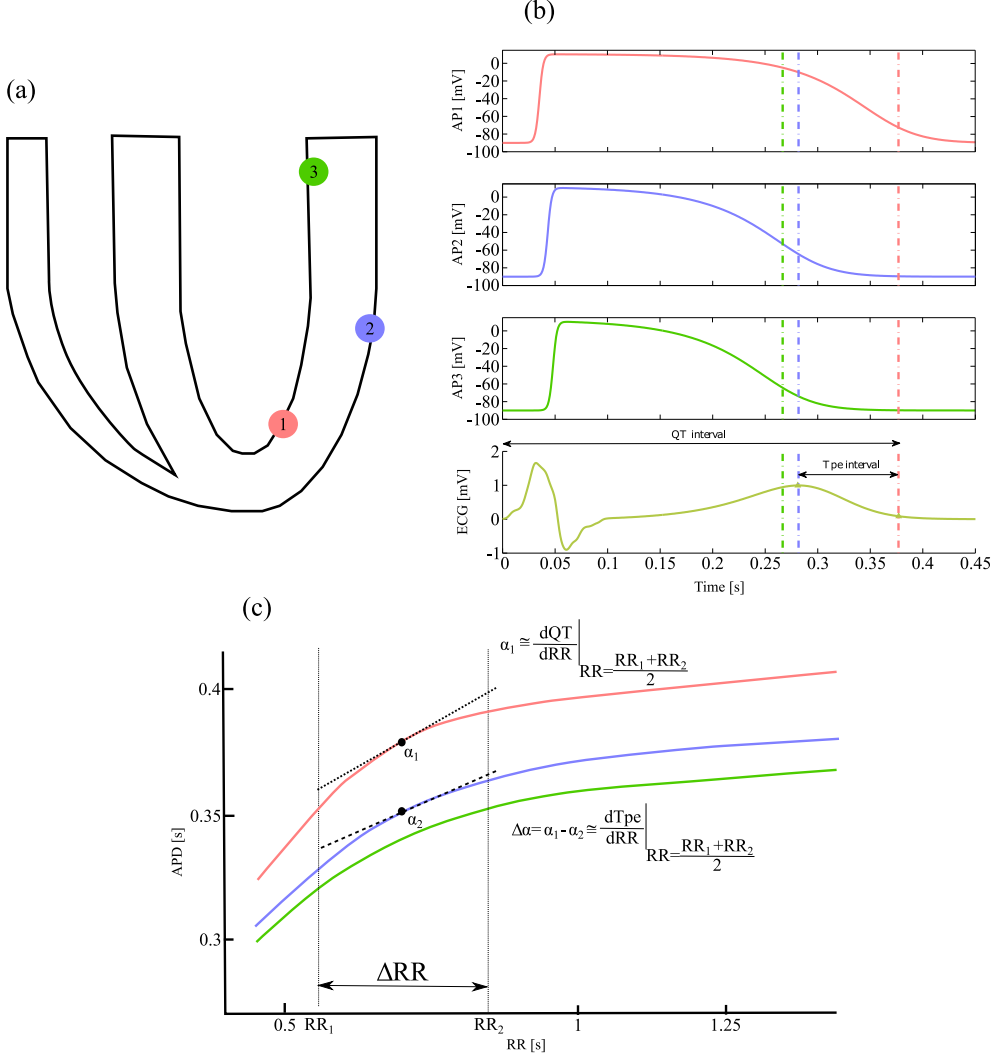 (a)
3
2
1
(b)
AP1 [mV]
0
-20
-40
-60
-80
-100
AP2 [mV]
0
-20
-40
-60
-80
-100
AP3 [mV]
0
-20
-40
-60
-80
-100
QT interval
Tpe interval
ECG [mV]
2
1
0
-1
0 0.05 0.1 0.15 0.2 0.25 0.3 0.35 0.4 0.45
Time [s]
(c)
α1 ≅ dQT/dRR | RR=RR1+RR2/2
0.4
α1
α2
0.35
Δα=α1-α2 ≅ dTpe/dRR | RR=RR1+RR2/2
APD [s]
0.3
ΔRR
0.5 RR1 RR2 1 1.25
RR [s]